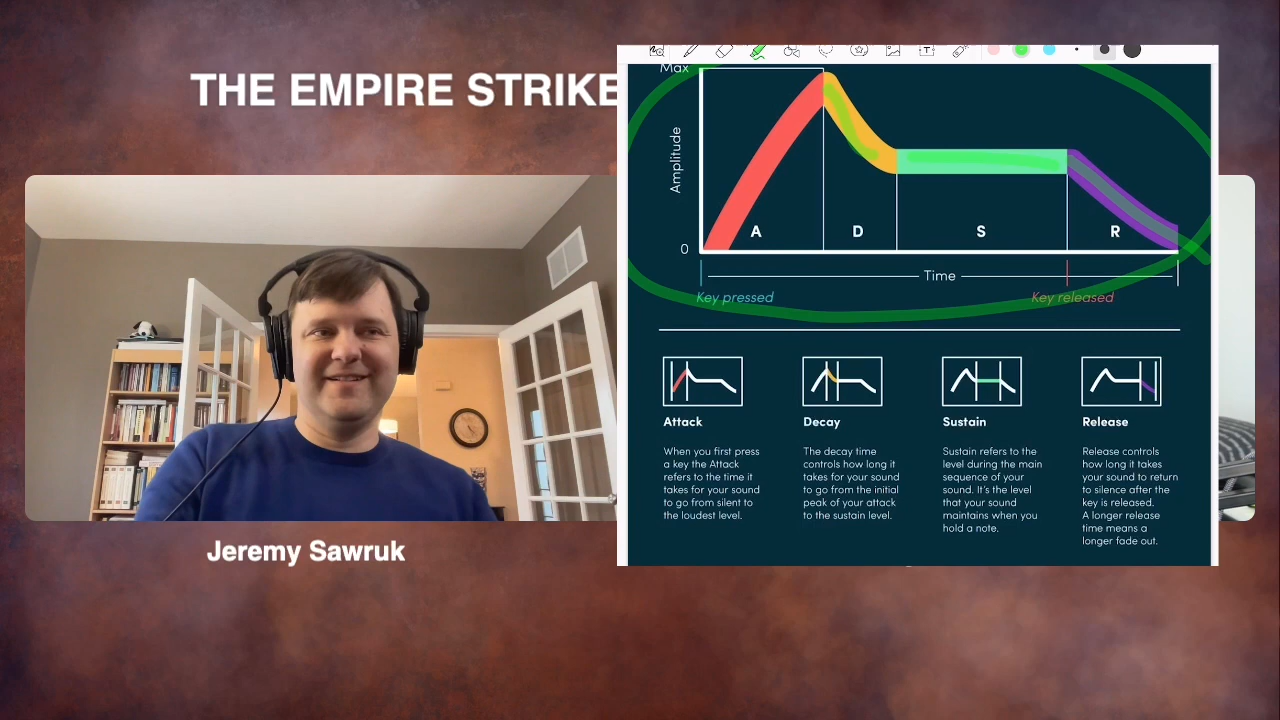 THE EMPIRE STRIKE
Max
Amplitude
0
A
D
S
R
Time
Key pressed
Key released
Attack
When you first press
a key the Attack
refers to the time it
takes for your sound
to go from silent to
the loudest level.
Decay
The decay time
controls how long it
takes for your sound
to go from the initial
peak of your attack
to the sustain level.
Sustain
Sustain refers to the
level during the main
sequence of your
sound. It's the level
that your sound
maintains when you
hold a note.
Release
Release controls
how long it takes
your sound to return
to silence after the
key is released.
A longer release
time means a
longer fade out.
Jeremy Sawruk